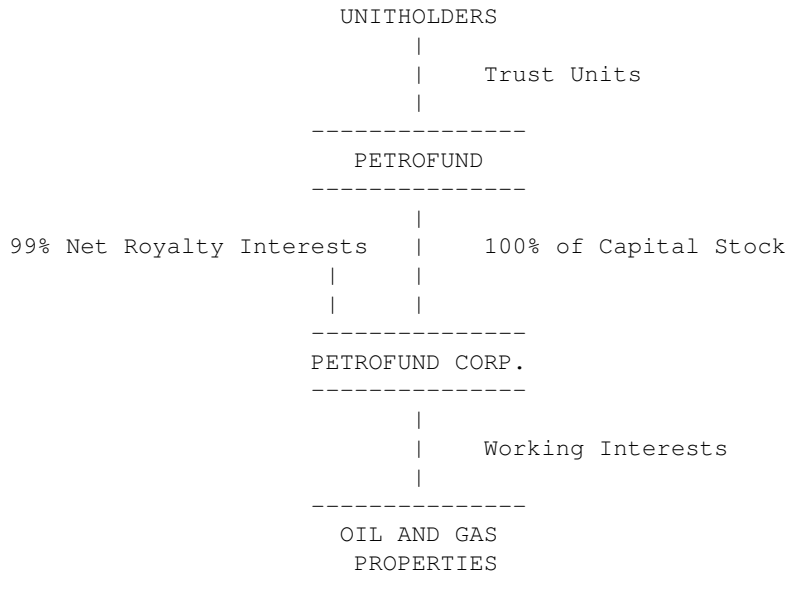 UNITHOLDERS
Trust Units
PETROFUND
99% Net Royalty Interests 100% of Capital Stock
PETROFUND CORP.
Working Interests
OIL AND GAS
PROPERTIES